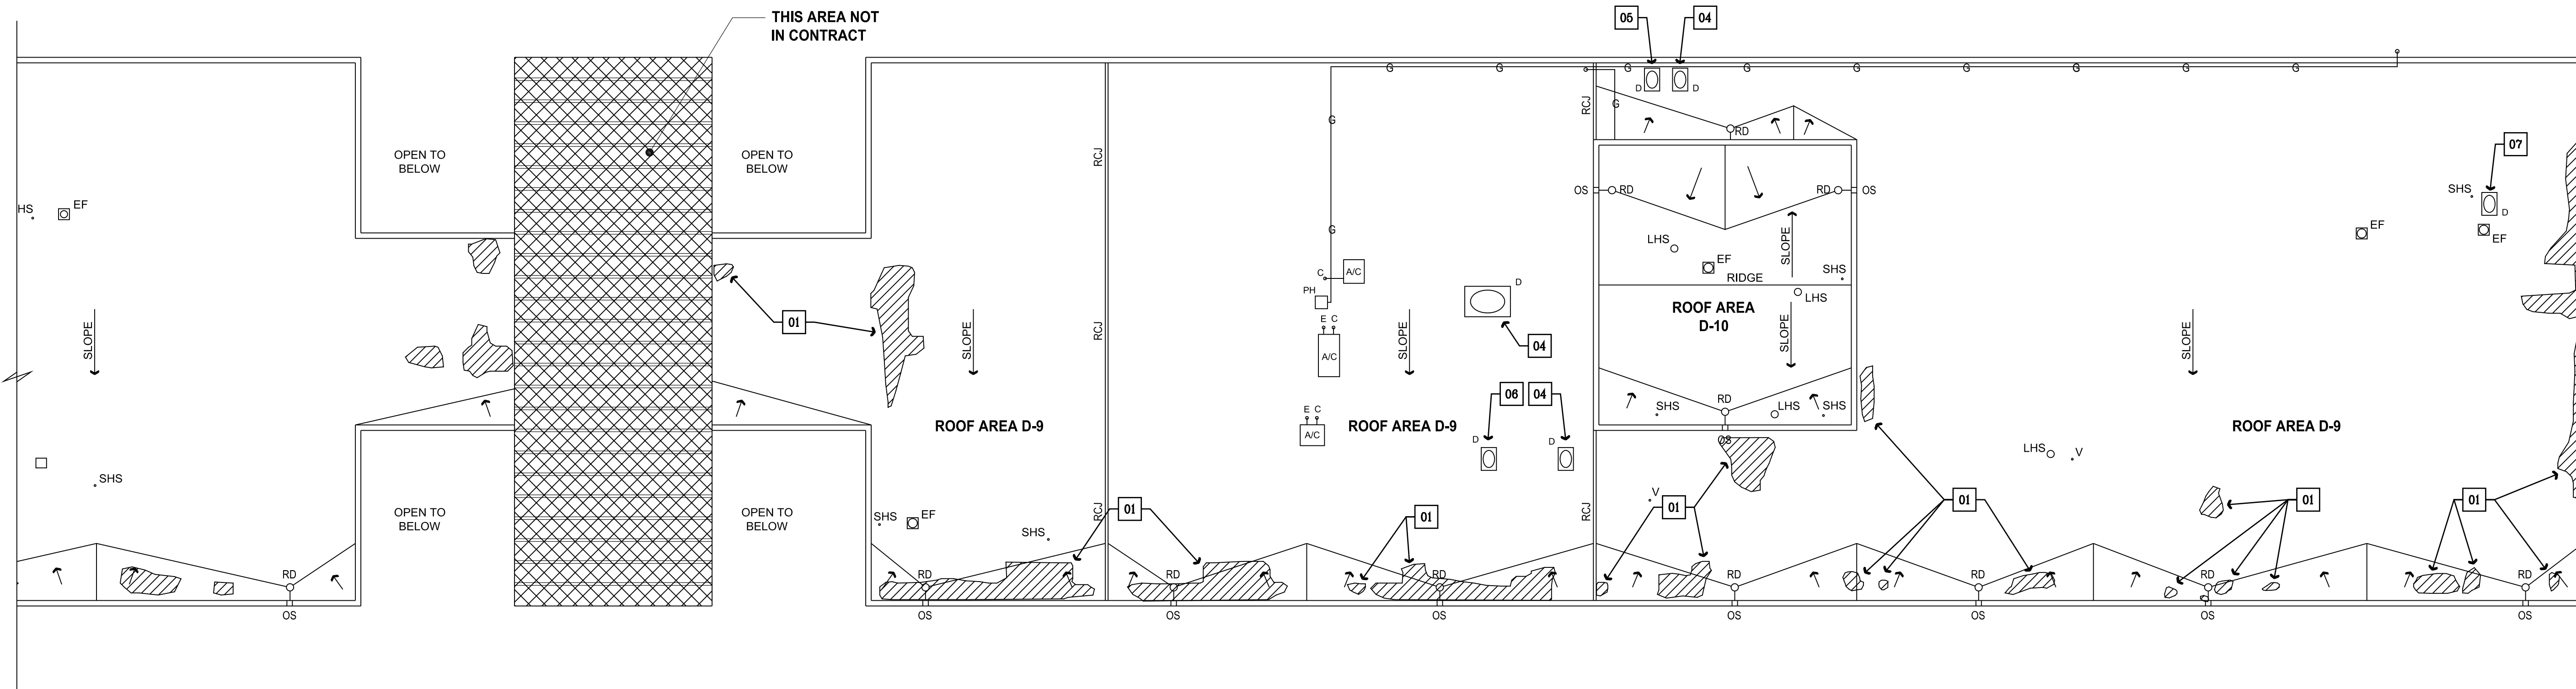 THIS AREA NOT
IN CONTRACT
05
04
G
G
G
G
G
G
G
G
G
D
D
RCJ
G
G
RD
07
OPEN TO
BELOW
OPEN TO
BELOW
RCJ
HS
EF
OS
RD
RD
OS
SHS
D
EF
EF
G
SLOPE
LHS
EF
RIDGE
SHS
LHS
C
A/C
PH
E C
A/C
D
04
01
ROOF AREA
D-10
SLOPE
SLOPE
SLOPE
RCJ
SLOPE
SLOPE
06
04
E C
A/C
D
D
RD
SHS
LHS
SHS
OS
ROOF AREA D-9
ROOF AREA D-9
ROOF AREA D-9
LHS
V
SHS
OPEN TO
BELOW
OPEN TO
BELOW
SHS
EF
SHS
RCJ
01
01
RCJ
V
01
01
01
01
RD
RD
RD
RD
RD
RD
RD
RD
OS
OS
OS
OS
OS
OS
OS
OS